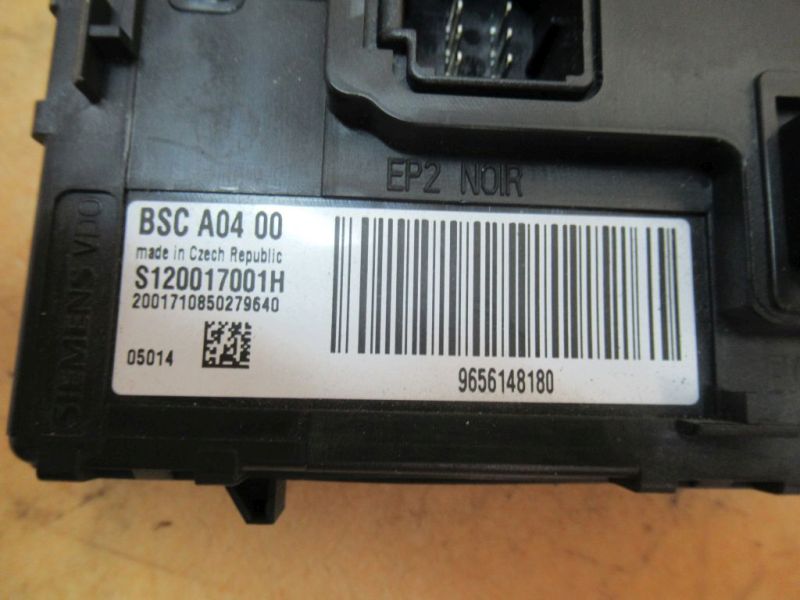 EP2 NOIR
SIEMENS VDO
BSC A04 00
made in Czech Republic
S120017001H
2001710850279640
05014
9656148180